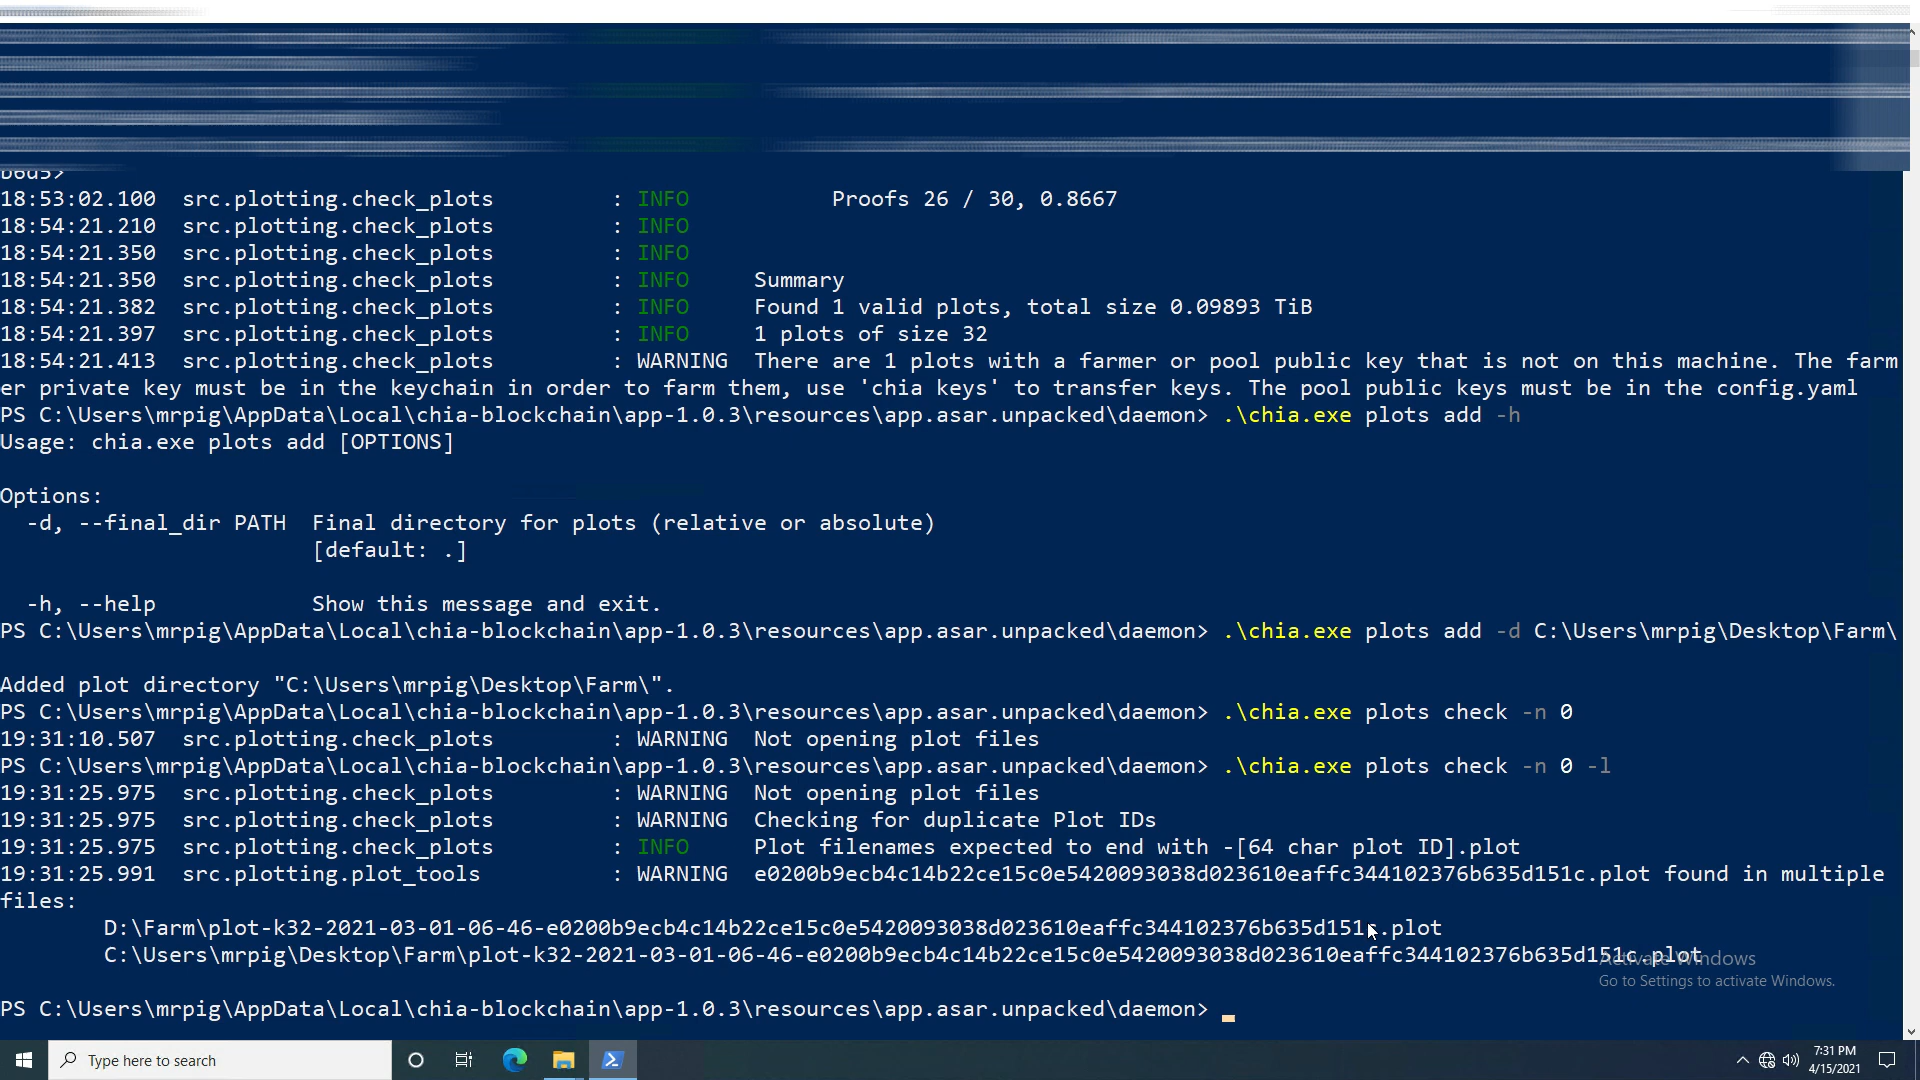 b6d5>
18:53:02.100  src.plotting.check_plots         : INFO           Proofs 26 / 30, 0.8667
18:54:21.210  src.plotting.check_plots         : INFO
18:54:21.350  src.plotting.check_plots         : INFO
18:54:21.350  src.plotting.check_plots         : INFO     Summary
18:54:21.382  src.plotting.check_plots         : INFO     Found 1 valid plots, total size 0.09893 TiB
18:54:21.397  src.plotting.check_plots         : INFO     1 plots of size 32
18:54:21.413  src.plotting.check_plots         : WARNING  There are 1 plots with a farmer or pool public key that is not on this machine. The farm
er private key must be in the keychain in order to farm them, use 'chia keys' to transfer keys. The pool public keys must be in the config.yaml
PS C:\Users\mrpig\AppData\Local\chia-blockchain\app-1.0.3\resources\app.asar.unpacked\daemon> .\chia.exe plots add -h
Usage: chia.exe plots add [OPTIONS]
Options:
  -d, --final_dir PATH  Final directory for plots (relative or absolute)
                        [default: .]
  -h, --help            Show this message and exit.
PS C:\Users\mrpig\AppData\Local\chia-blockchain\app-1.0.3\resources\app.asar.unpacked\daemon> .\chia.exe plots add -d C:\Users\mrpig\Desktop\Farm\
Added plot directory "C:\Users\mrpig\Desktop\Farm\".
PS C:\Users\mrpig\AppData\Local\chia-blockchain\app-1.0.3\resources\app.asar.unpacked\daemon> .\chia.exe plots check -n 0
19:31:10.507  src.plotting.check_plots         : WARNING  Not opening plot files
PS C:\Users\mrpig\AppData\Local\chia-blockchain\app-1.0.3\resources\app.asar.unpacked\daemon> .\chia.exe plots check -n 0 -l
19:31:25.975  src.plotting.check_plots         : WARNING  Not opening plot files
19:31:25.975  src.plotting.check_plots         : WARNING  Checking for duplicate Plot IDs
19:31:25.975  src.plotting.check_plots         : INFO     Plot filenames expected to end with -[64 char plot ID].plot
19:31:25.991  src.plotting.plot_tools          : WARNING  e0200b9ecb4c14b22ce15c0e5420093038d023610eaffc344102376b635d151c.plot found in multiple
files:
        D:\Farm\plot-k32-2021-03-01-06-46-e0200b9ecb4c14b22ce15c0e5420093038d023610eaffc344102376b635d151c.plot
        C:\Users\mrpig\Desktop\Farm\plot-k32-2021-03-01-06-46-e0200b9ecb4c14b22ce15c0e5420093038d023610eaffc344102376b635d151c.plot
Activate Windows
Go to Settings to activate Windows.
PS C:\Users\mrpig\AppData\Local\chia-blockchain\app-1.0.3\resources\app.asar.unpacked\daemon>
Type here to search
7:31 PM
4/15/2021